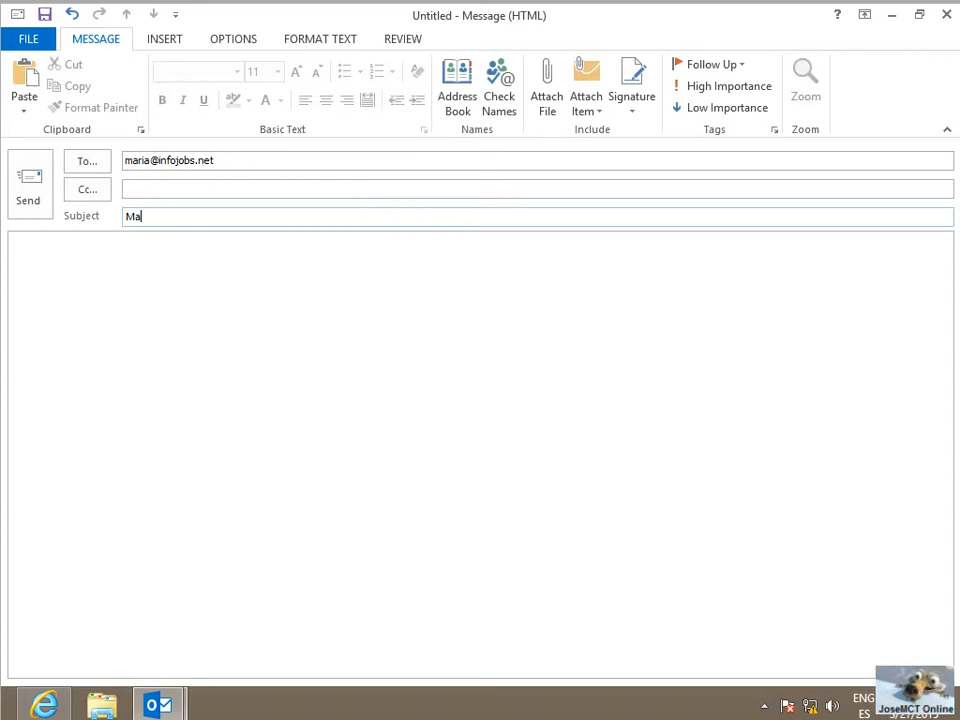 Untitled - Message (HTML)
?
FILE
MESSAGE
INSERT
OPTIONS
FORMAT TEXT
REVIEW
Paste
Cut
Copy
Format Painter
Clipboard
11
B I U
Basic Text
Address Book
Check Names
Names
Attach File
Attach Item
Signature
Include
Follow Up
High Importance
Low Importance
Tags
Zoom
Zoom
Send
To...
maria@infojobs.net
Cc...
Subject
Ma
ENG
ES
JoseMCT Online